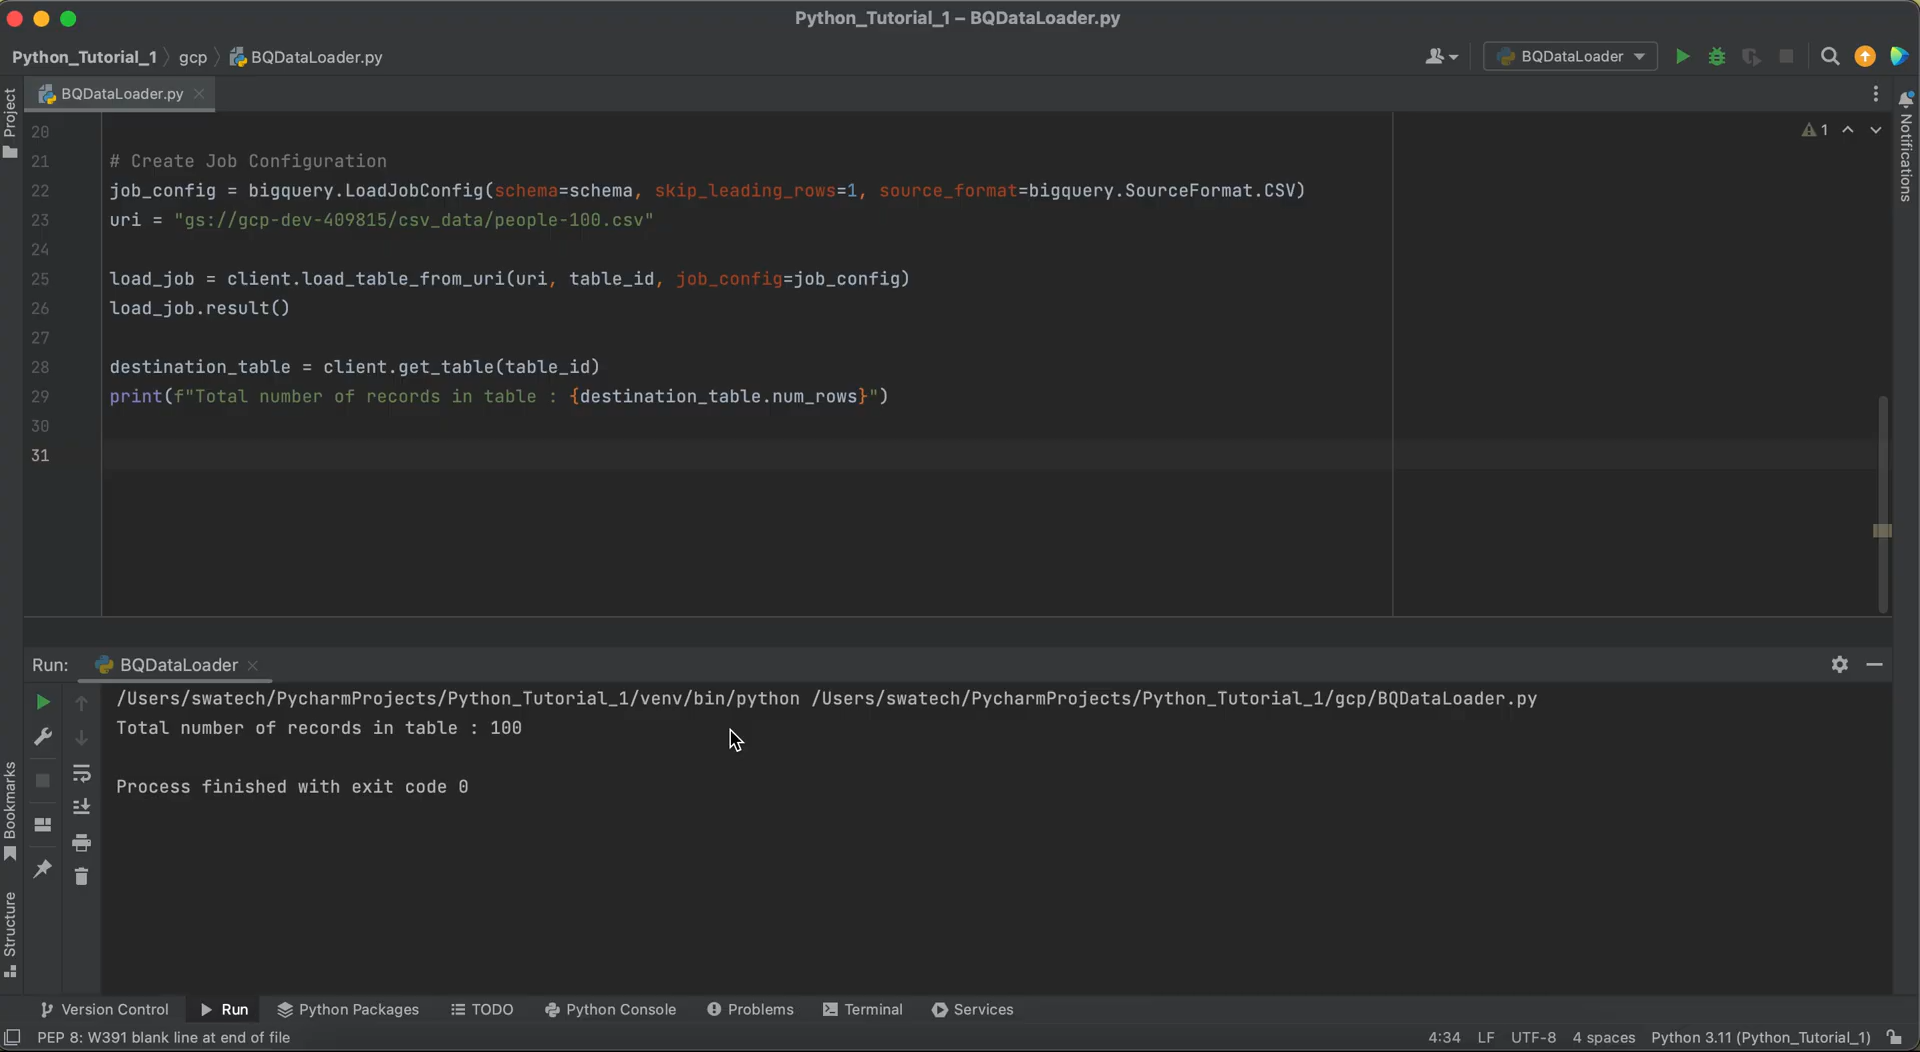 Python_Tutorial_1 – BQDataLoader.py
Python_Tutorial_1 gcp BQDataLoader.py
BQDataLoader
BQDataLoader.py
Project
Notifications
1
20
21 # Create Job Configuration
22 job_config = bigquery.LoadJobConfig(schema=schema, skip_leading_rows=1, source_format=bigquery.SourceFormat.CSV)
23 uri = "gs://gcp-dev-409815/csv_data/people-100.csv"
24
25 load_job = client.load_table_from_uri(uri, table_id, job_config=job_config)
26 load_job.result()
27
28 destination_table = client.get_table(table_id)
29 print(f"Total number of records in table : {destination_table.num_rows}")
30
31
Run: BQDataLoader
/Users/swatech/PycharmProjects/Python_Tutorial_1/venv/bin/python /Users/swatech/PycharmProjects/Python_Tutorial_1/gcp/BQDataLoader.py
Total number of records in table : 100
Process finished with exit code 0
Bookmarks
Structure
Version Control Run Python Packages TODO Python Console Problems Terminal Services
PEP 8: W391 blank line at end of file 4:34 LF UTF-8 4 spaces Python 3.11 (Python_Tutorial_1)